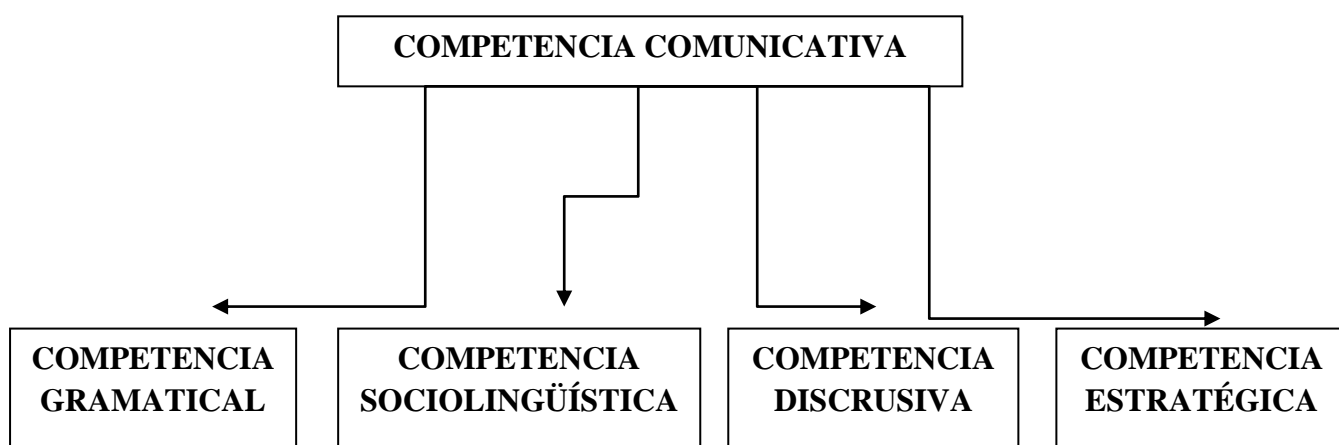 COMPETENCIA COMUNICATIVA
COMPETENCIA
GRAMATICAL
COMPETENCIA
SOCIOLINGÜÍSTICA
COMPETENCIA
DISCRUSIVA
COMPETENCIA
ESTRATÉGICA